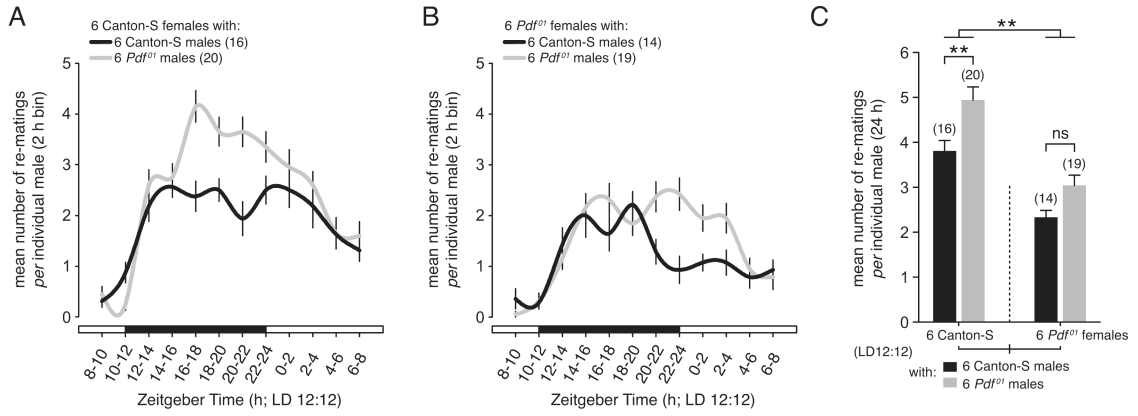 A
6 Canton-S females with:
6 Canton-S males (16)
6 Pdf⁰¹ males (20)
mean number of re-matings
per individual male (2 h bin)
5
4
3
2
1
0
8-10
10-12
12-14
14-16
16-18
18-20
20-22
22-24
0-2
2-4
4-6
6-8
Zeitgeber Time (h; LD 12:12)
B
6 Pdf⁰¹ females with:
6 Canton-S males (14)
6 Pdf⁰¹ males (19)
mean number of re-matings
per individual male (2 h bin)
5
4
3
2
1
0
8-10
10-12
12-14
14-16
16-18
18-20
20-22
22-24
0-2
2-4
4-6
6-8
Zeitgeber Time (h; LD 12:12)
C
**
**
mean number of re-matings
per individual male (24 h)
6
5
4
3
2
1
0
(16)
(20)
ns
(14)
(19)
6 Canton-S
6 Pdf⁰¹ females
(LD12:12)
with:
6 Canton-S males
6 Pdf⁰¹ males